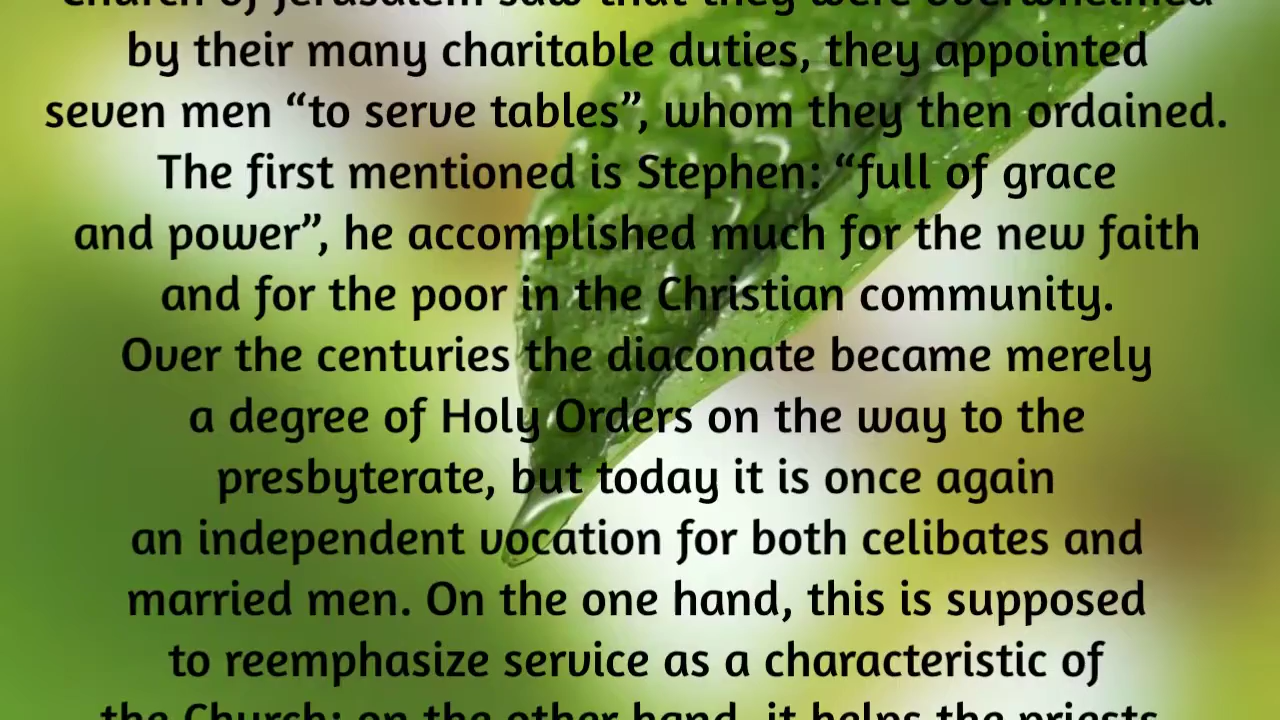 church of Jerusalem saw that they were overwhelmed
by their many charitable duties, they appointed
seven men “to serve tables”, whom they then ordained.
The first mentioned is Stephen: “full of grace
and power”, he accomplished much for the new faith
and for the poor in the Christian community.
Over the centuries the diaconate became merely
a degree of Holy Orders on the way to the
presbyterate, but today it is once again
an independent vocation for both celibates and
married men. On the one hand, this is supposed
to reemphasize service as a characteristic of
the Church; on the other hand, it helps the priests